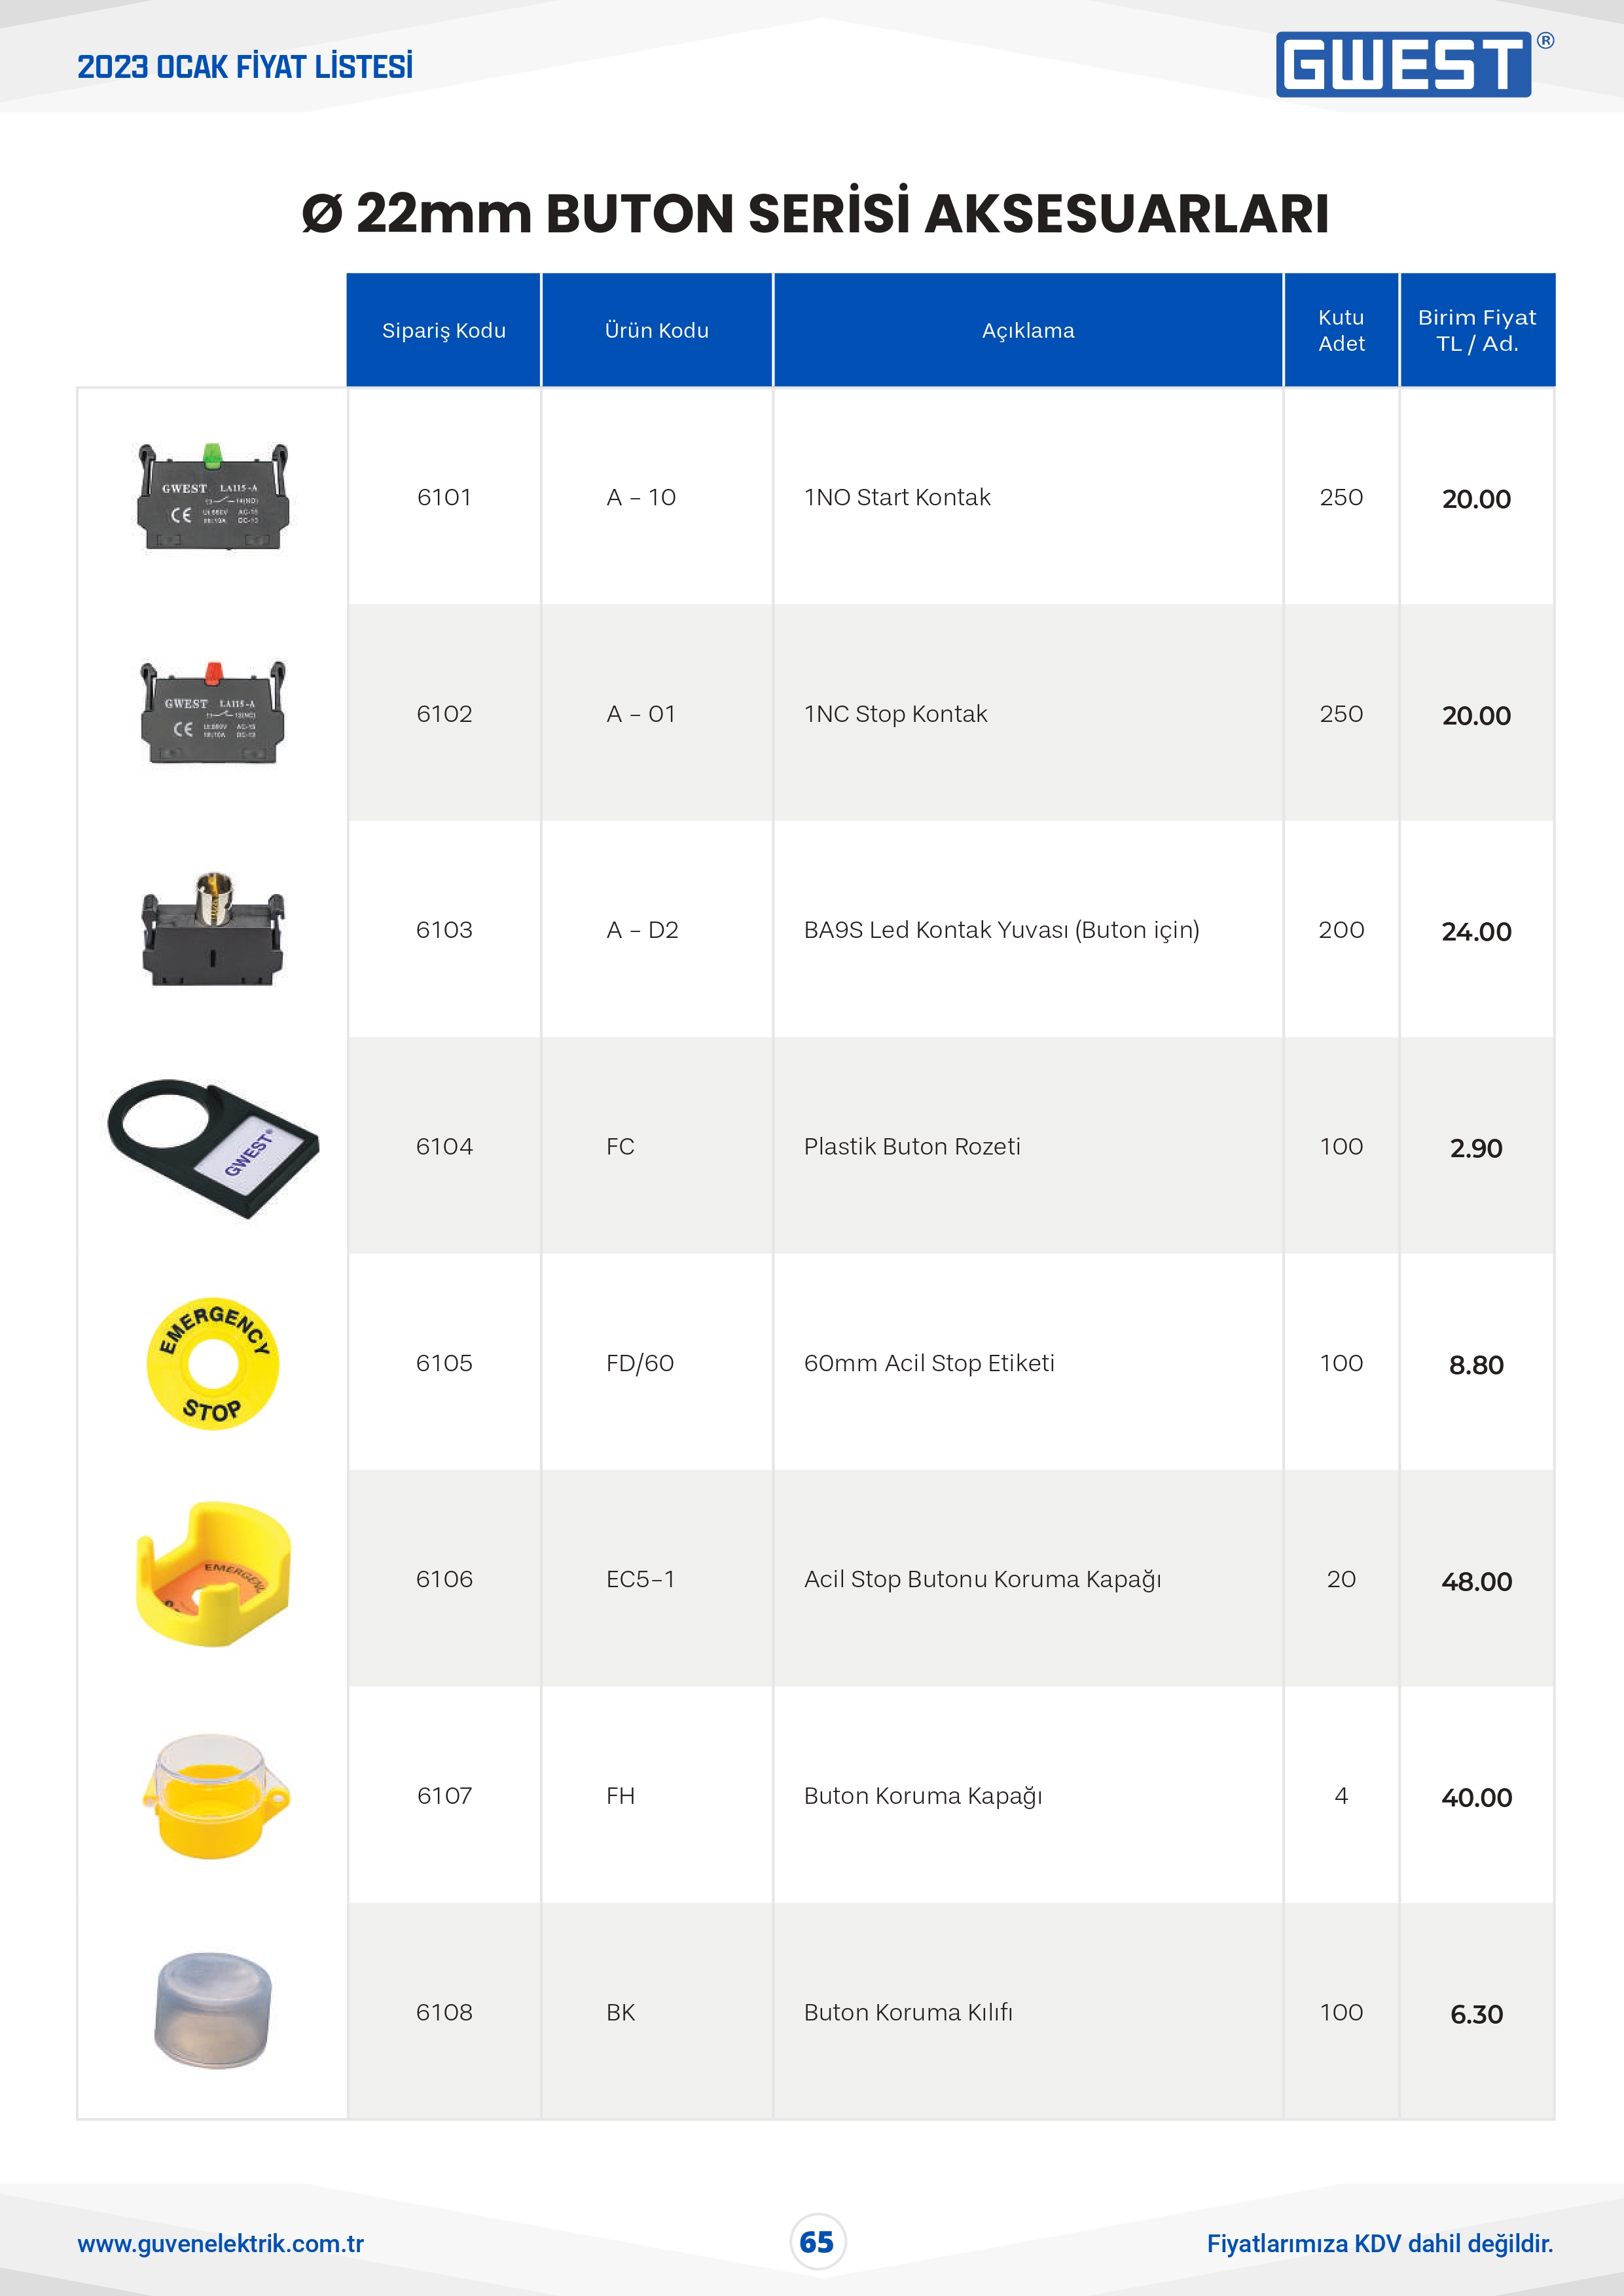 2023 OCAK FİYAT LİSTESİ
GWEST®
Ø 22mm BUTON SERİSİ AKSESUARLARI
Sipariş Kodu Ürün Kodu Açıklama Kutu Adet Birim Fiyat TL / Ad.
GWEST LA115-A
CE
6101 A - 10 1NO Start Kontak 250 20.00
GWEST LA115-A
CE
6102 A - 01 1NC Stop Kontak 250 20.00
6103 A - D2 BA9S Led Kontak Yuvası (Buton için) 200 24.00
GWEST®
6104 FC Plastik Buton Rozeti 100 2.90
EMERGENCY
STOP
6105 FD/60 60mm Acil Stop Etiketi 100 8.80
6106 EC5-1 Acil Stop Butonu Koruma Kapağı 20 48.00
6107 FH Buton Koruma Kapağı 4 40.00
6108 BK Buton Koruma Kılıfı 100 6.30
www.guvenelektrik.com.tr
65
Fiyatlarımıza KDV dahil değildir.